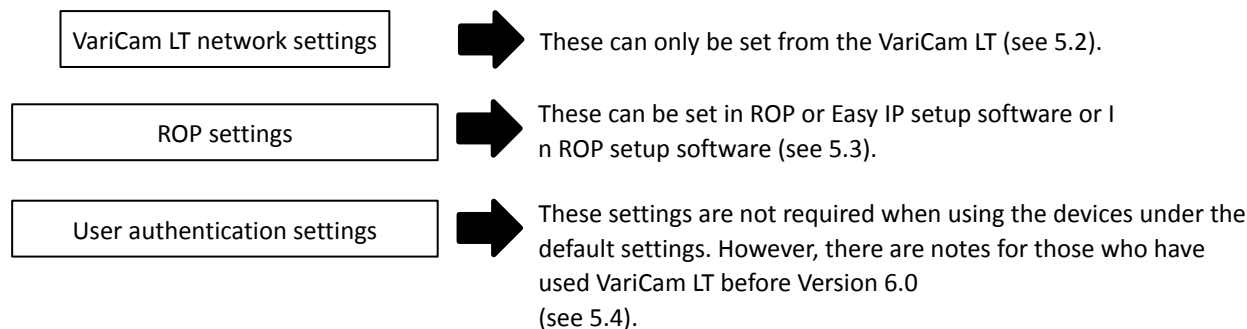 VariCam LT network settings
These can only be set from the VariCam LT (see 5.2).
ROP settings
These can be set in ROP or Easy IP setup software or I
n ROP setup software (see 5.3).
User authentication settings
These settings are not required when using the devices under the
default settings. However, there are notes for those who have
used VariCam LT before Version 6.0
(see 5.4).